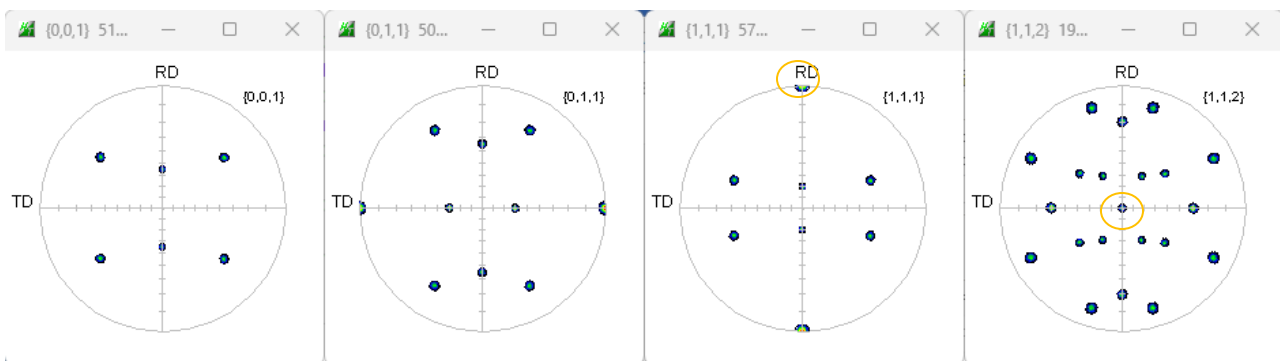 {0,0,1} 51...
{0,1,1} 50...
{1,1,1} 57...
{1,1,2} 19...
RD
{0,0,1}
TD
RD
{0,1,1}
TD
RD
{1,1,1}
TD
RD
{1,1,2}
TD